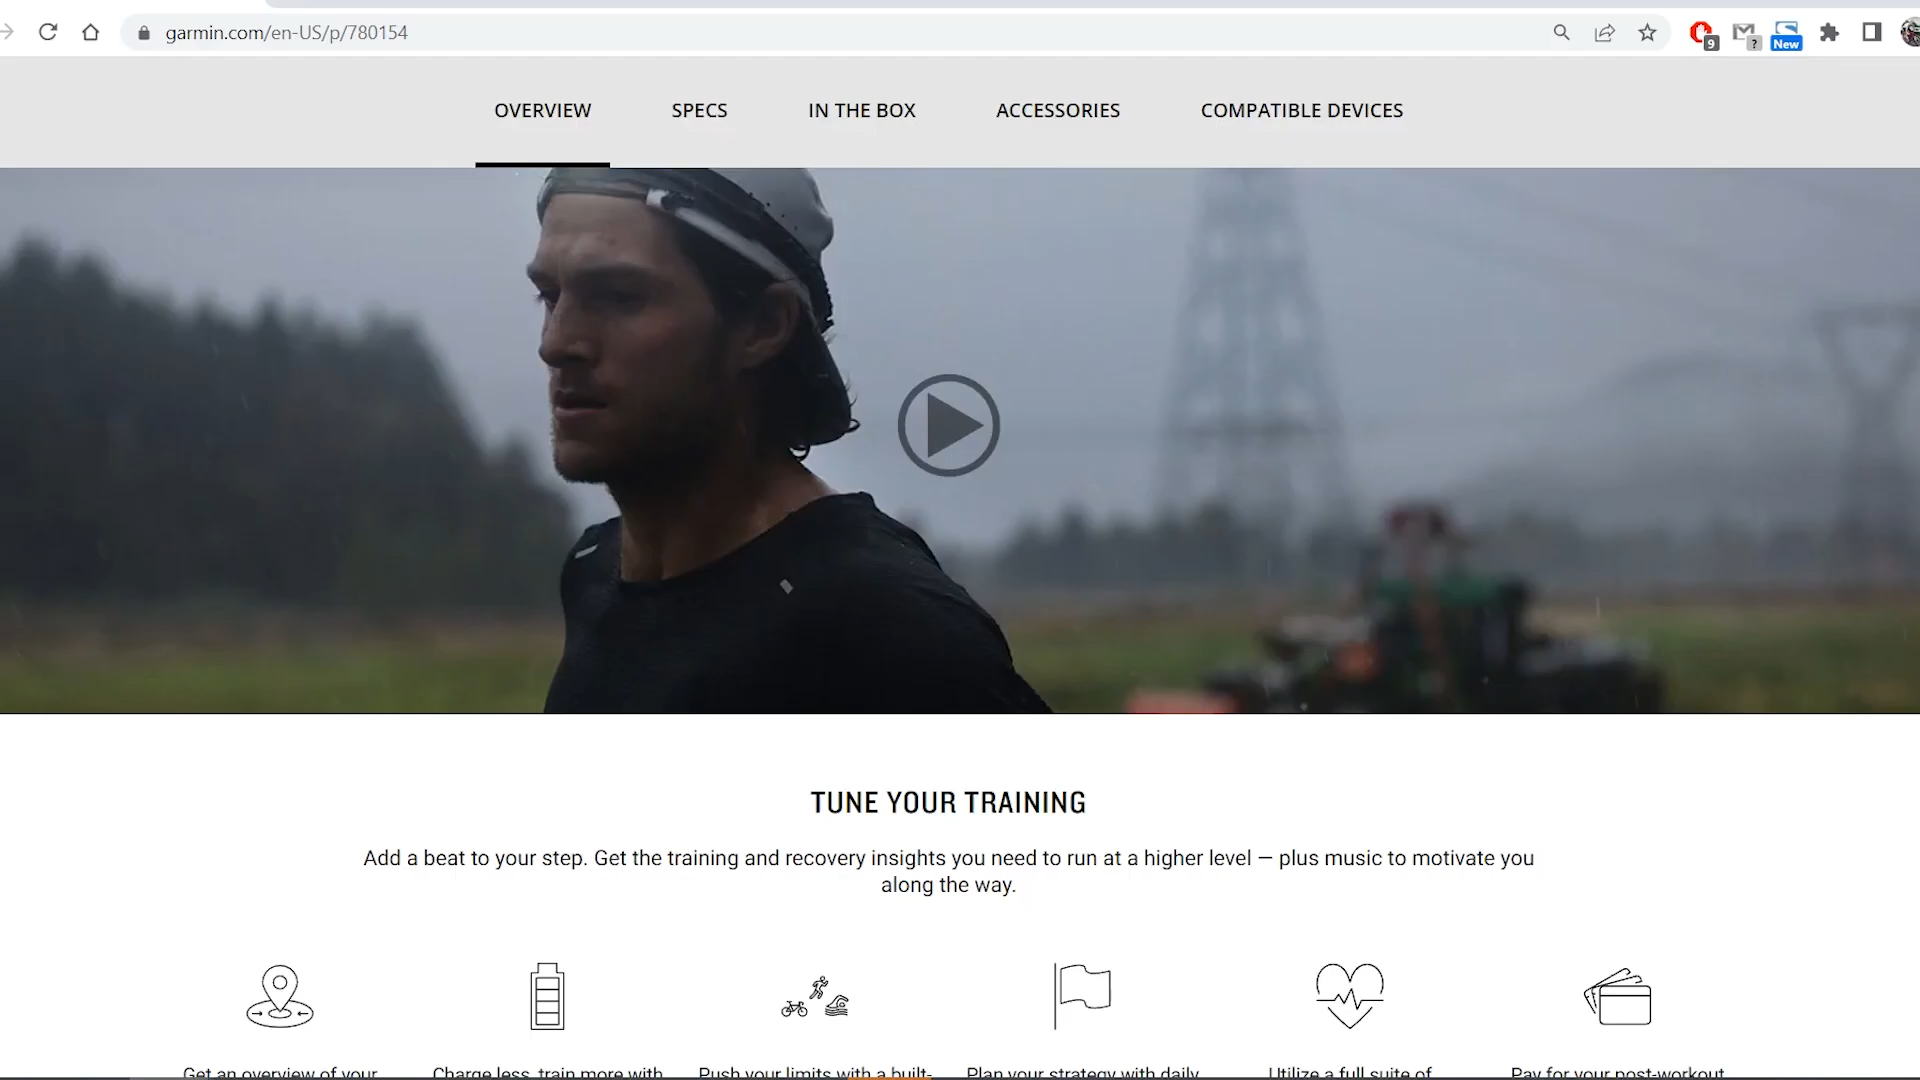 garmin.com/en-US/p/780154
9
?
New
OVERVIEW SPECS IN THE BOX ACCESSORIES COMPATIBLE DEVICES
TUNE YOUR TRAINING
Add a beat to your step. Get the training and recovery insights you need to run at a higher level — plus music to motivate you
along the way.
Get an overview of your
Charge less, train more with
Push your limits with a built-
Plan your strategy with daily
Utilize a full suite of
Pay for your post-workout